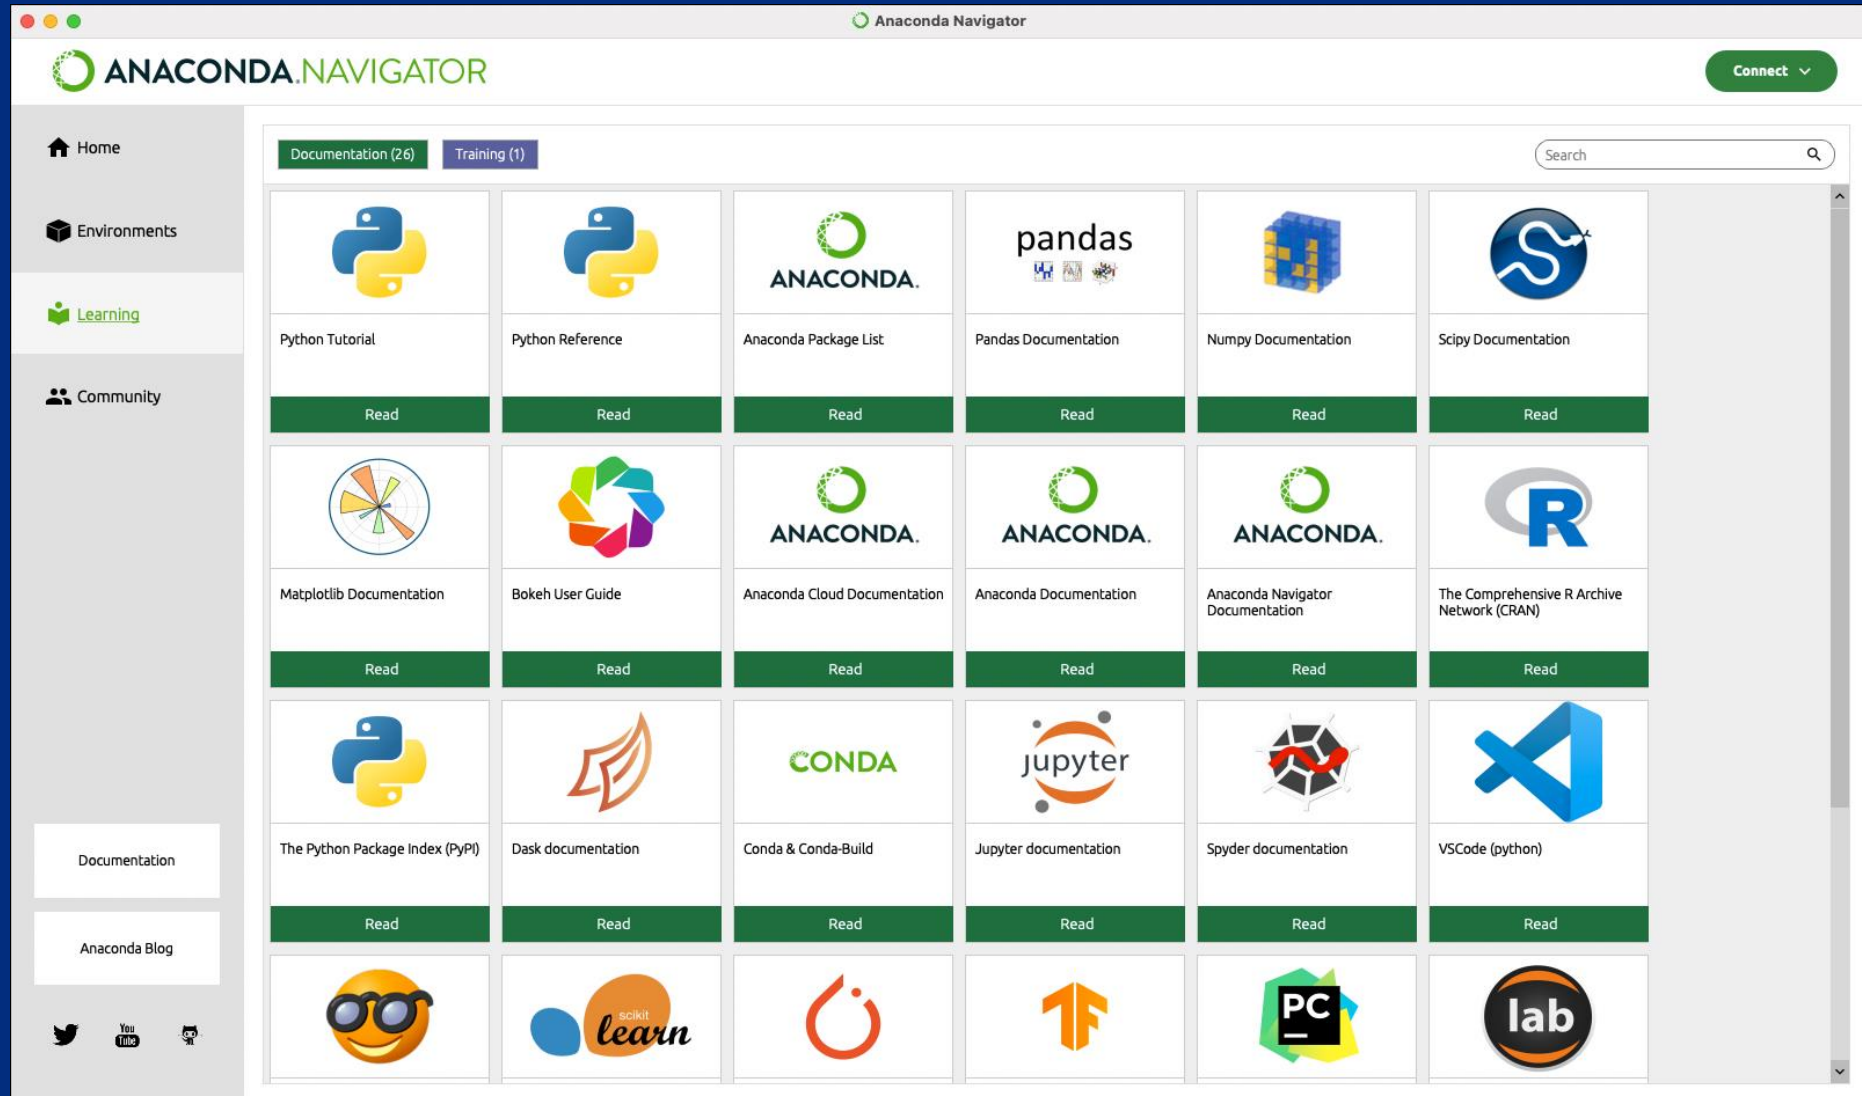 Anaconda Navigator
ANACONDA.NAVIGATOR
Connect
Home
Environments
Learning
Community
Documentation
Anaconda Blog
You
Tube
Documentation (26)
Training (1)
Search
pandas
ANACONDA.
Python Tutorial
Python Reference
Anaconda Package List
Pandas Documentation
Numpy Documentation
Scipy Documentation
Read
Read
Read
Read
Read
Read
ANACONDA.
ANACONDA.
ANACONDA.
R
Matplotlib Documentation
Bokeh User Guide
Anaconda Cloud Documentation
Anaconda Documentation
Anaconda Navigator
Documentation
The Comprehensive R Archive
Network (CRAN)
Read
Read
Read
Read
Read
Read
CONDA
jupyter
The Python Package Index (PyPI)
Dask documentation
Conda & Conda-Build
Jupyter documentation
Spyder documentation
VSCode (python)
Read
Read
Read
Read
Read
Read
scikit
learn
PC
lab